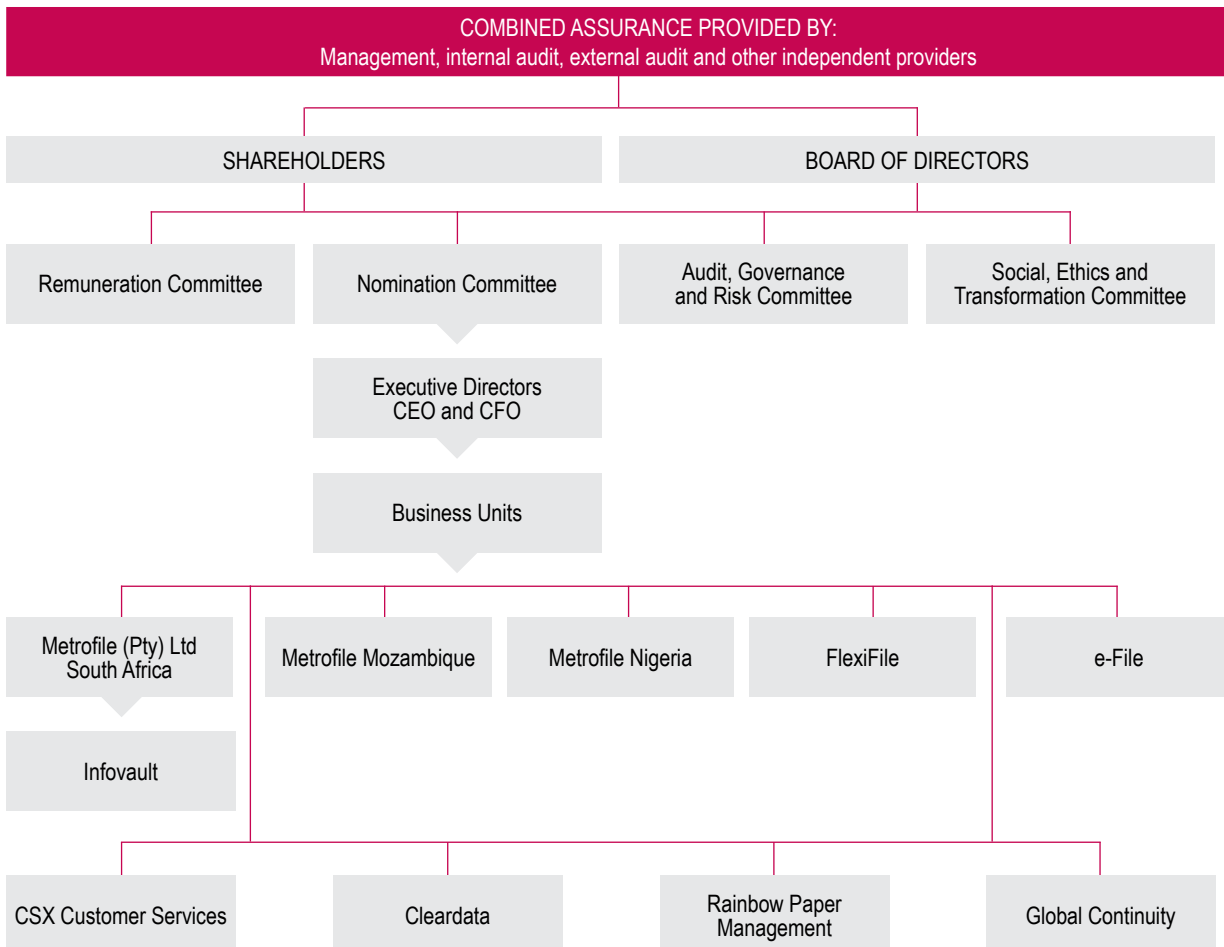 COMBINED ASSURANCE PROVIDED BY:
Management, internal audit, external audit and other independent providers
SHAREHOLDERS
BOARD OF DIRECTORS
Remuneration Committee
Nomination Committee
Audit, Governance
and Risk Committee
Social, Ethics and
Transformation Committee
Executive Directors
CEO and CFO
Business Units
Metrofile (Pty) Ltd
South Africa
Metrofile Mozambique
Metrofile Nigeria
FlexiFile
e-File
Infovault
CSX Customer Services
Cleardata
Rainbow Paper
Management
Global Continuity